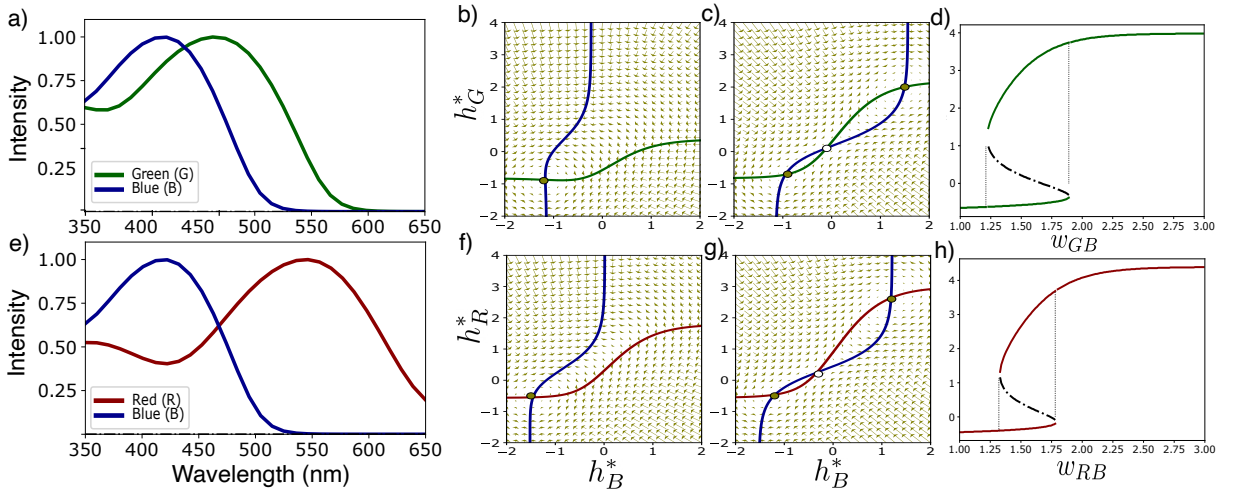 a)
1.00
0.75
0.50
0.25
Intensity
Green (G)
Blue (B)
350 400 450 500 550 600 650
b)
4
3
2
1
0
−1
−2
h*_G
−2 −1 0 1 2
c)
4
3
2
1
0
−1
−2
−2 −1 0 1 2
d)
4
3
2
1
0
1.00 1.25 1.50 1.75 2.00 2.25 2.50 2.75 3.00
w_GB
e)
1.00
0.75
0.50
0.25
Intensity
Red (R)
Blue (B)
350 400 450 500 550 600 650
Wavelength (nm)
f)
4
3
2
1
0
−1
−2
h*_R
−2 −1 0 1 2
h*_B
g)
4
3
2
1
0
−1
−2
−2 −1 0 1 2
h*_B
h)
4
3
2
1
0
1.00 1.25 1.50 1.75 2.00 2.25 2.50 2.75 3.00
w_RB